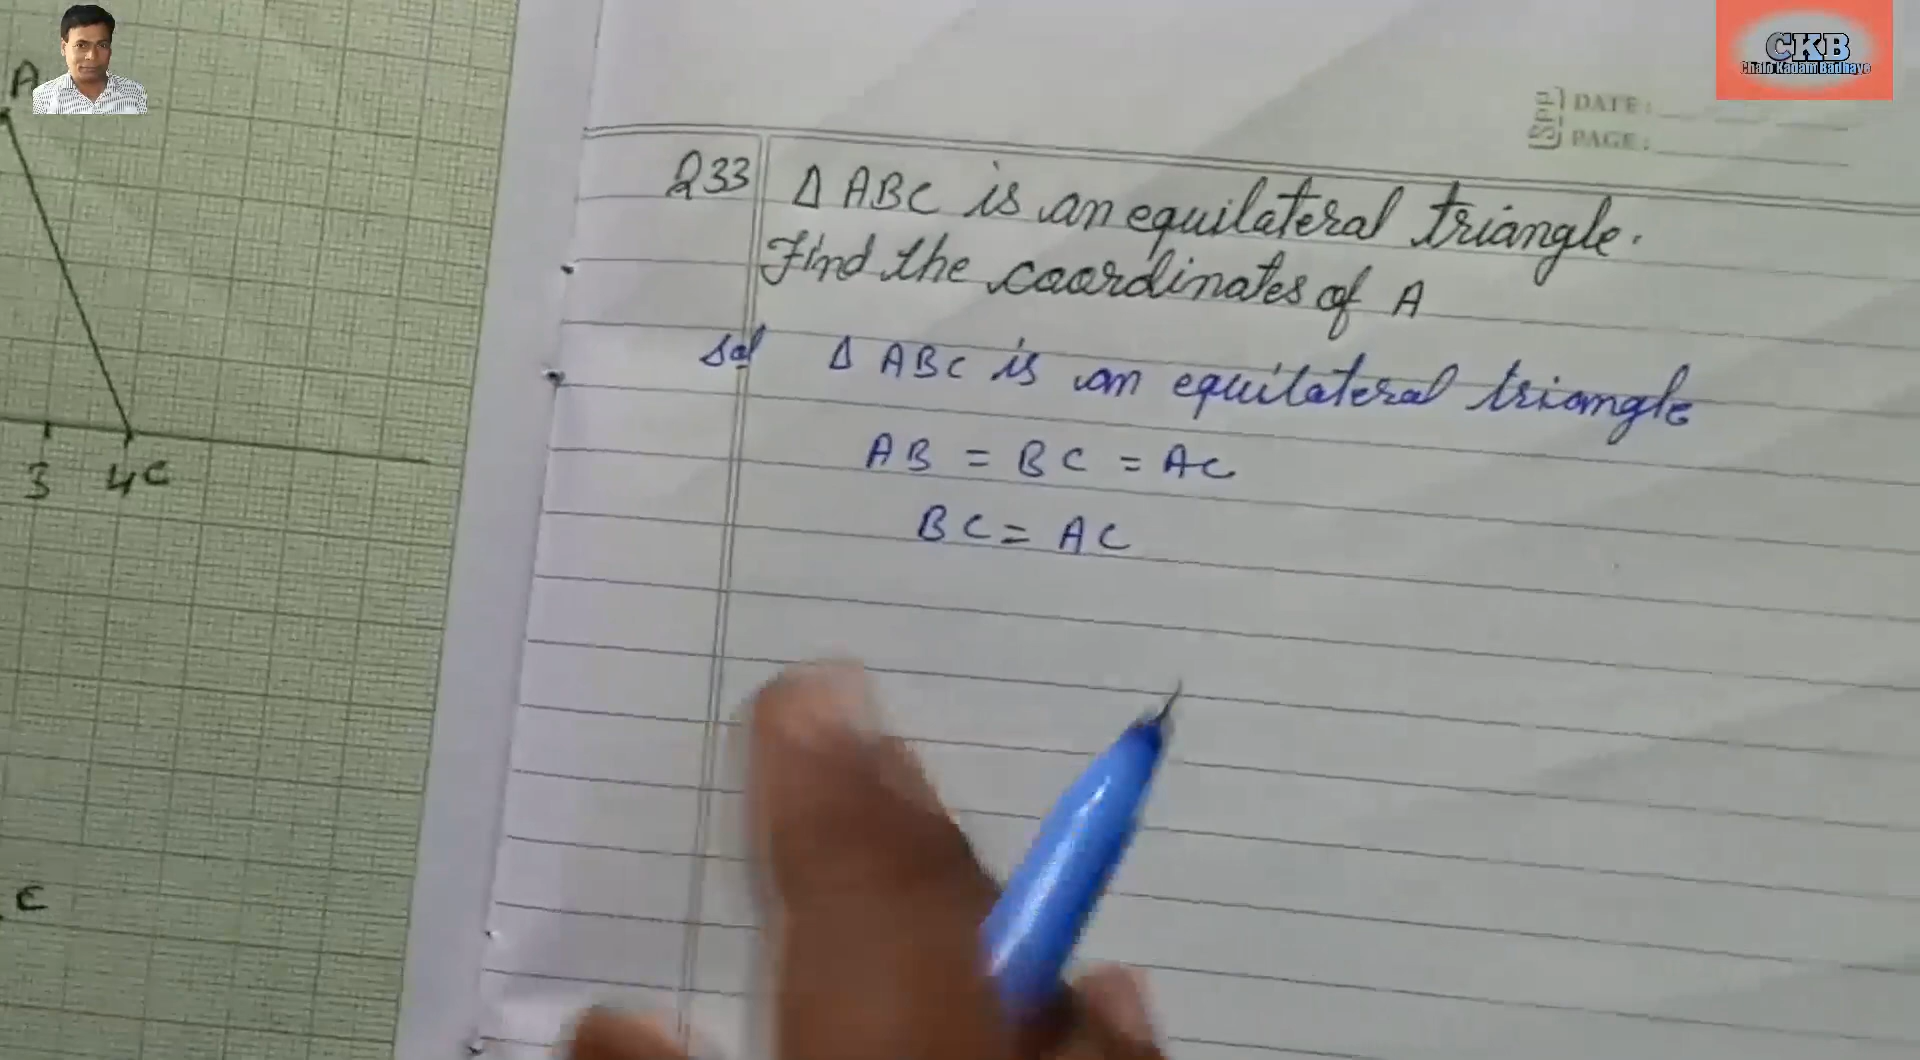 CKB
Chalo Kadam Badhaye
DATE:
PAGE:
A
233 Δ ABC is an equilateral triangle.
Find the coordinates of A
Sol Δ ABC is an equilateral triangle
AB = BC = AC
BC = AC
3 4 C
C